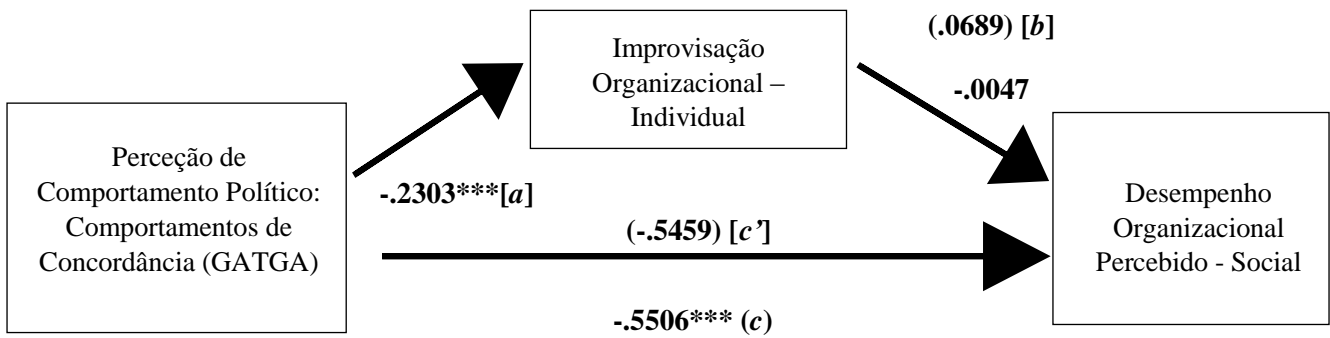 (.0689) [b]
Improvisação
Organizacional –
Individual
-.0047
Perceção de
Comportamento Político:
Comportamentos de
Concordância (GATGA)
-.2303***[a]
(-.5459) [c’]
-.5506*** (c)
Desempenho
Organizacional
Percebido - Social